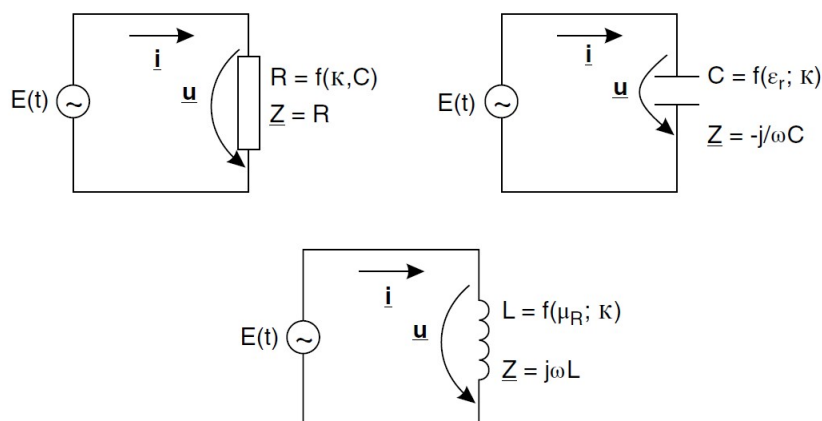 i
E(t)
u
R = f(κ,C)
Z = R
i
E(t)
u
C = f(εr; κ)
Z = -j/ωC
i
E(t)
u
L = f(μR; κ)
Z = jωL